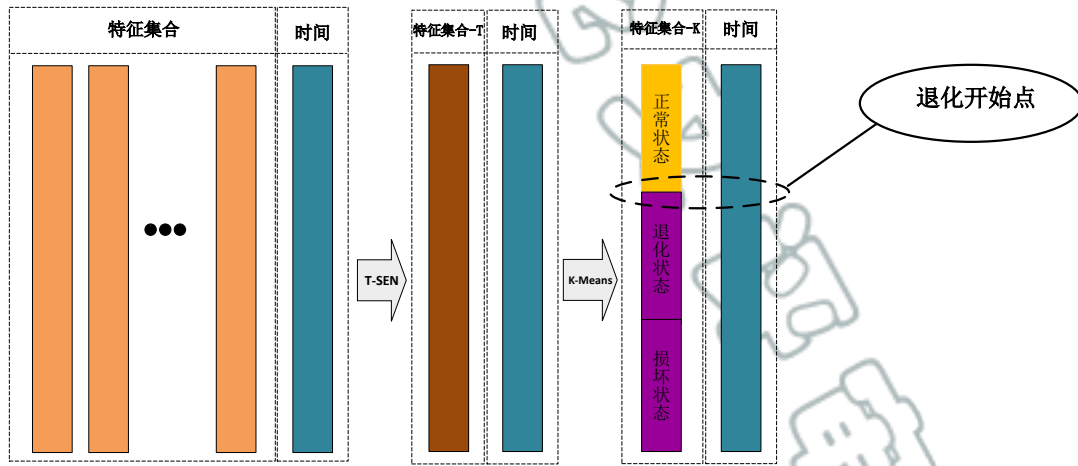 特征集合
时间
特征集合-T
时间
特征集合-K
时间
退化开始点
正常状态
退化状态
损坏状态
T-SEN
K-Means